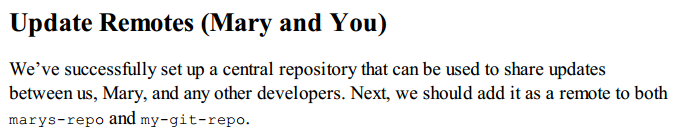 Update Remotes (Mary and You)
We’ve successfully set up a central repository that can be used to share updates
between us, Mary, and any other developers. Next, we should add it as a remote to both
marys-repo and my-git-repo.